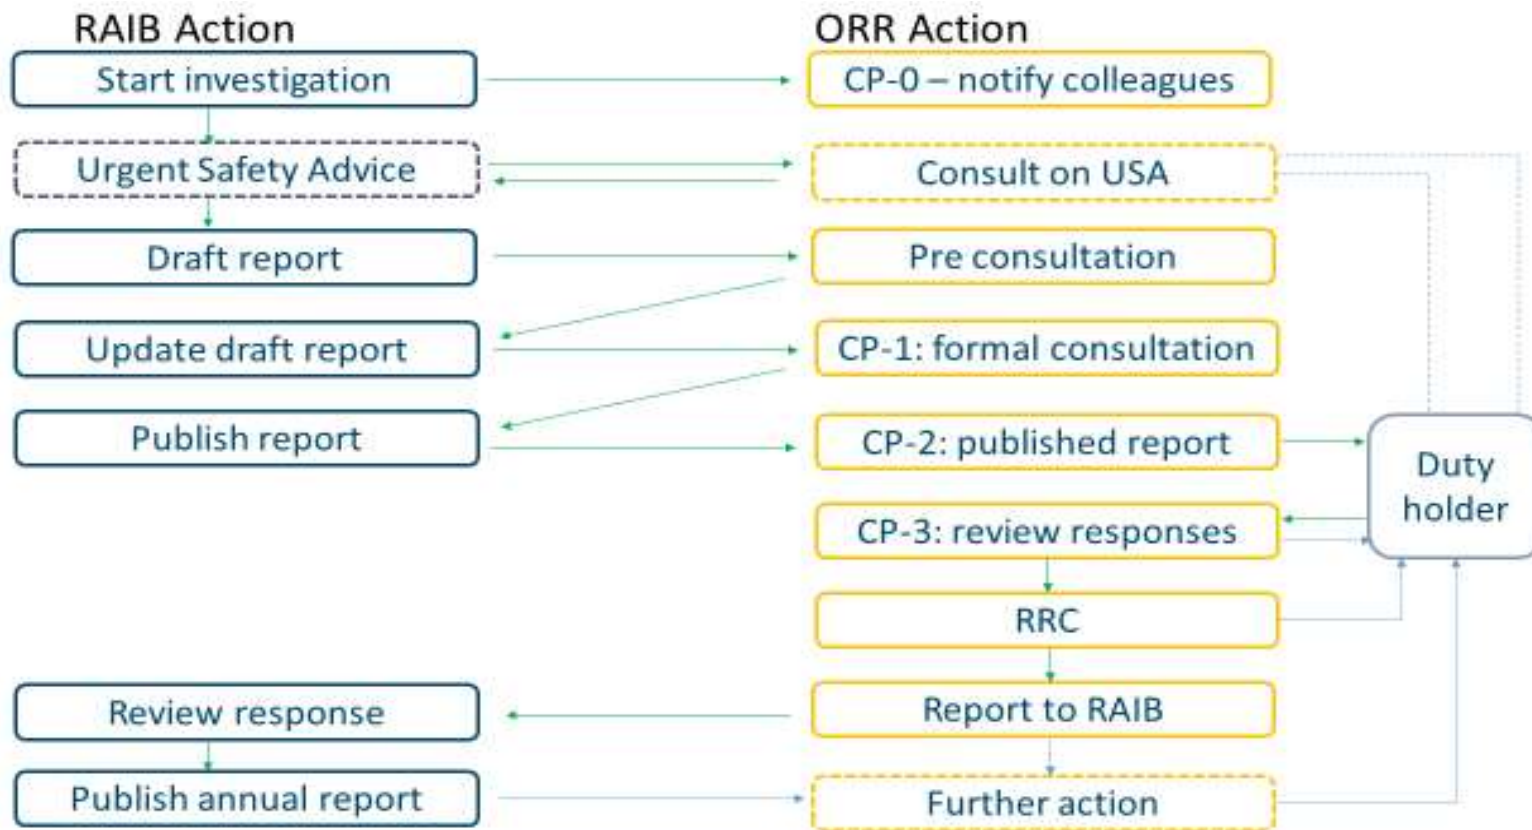 RAIB Action
ORR Action
Start investigation
CP-0 – notify colleagues
Urgent Safety Advice
Consult on USA
Draft report
Pre consultation
Update draft report
CP-1: formal consultation
Publish report
CP-2: published report
Duty
holder
CP-3: review responses
RRC
Review response
Report to RAIB
Publish annual report
Further action